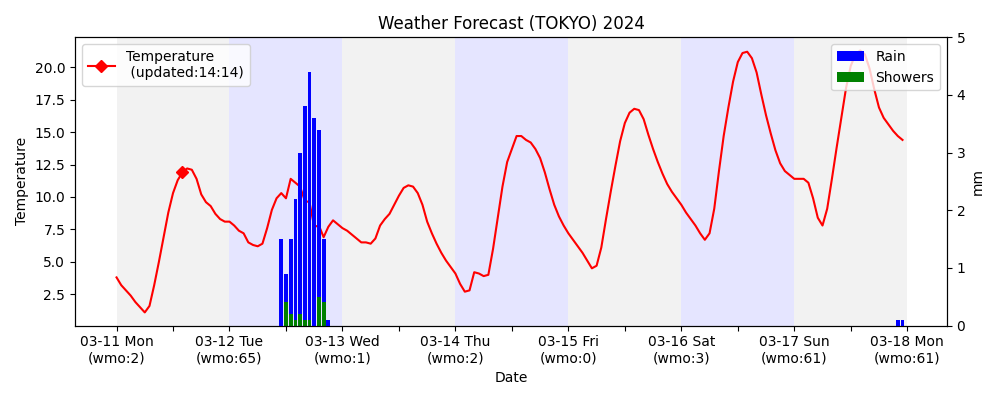 Weather Forecast (TOKYO) 2024
Temperature
(updated:14:14)
Rain
Showers
20.0
17.5
15.0
12.5
10.0
7.5
5.0
2.5
Temperature
5
4
3
2
1
0
mm
03-11 Mon
(wmo:2)
03-12 Tue
(wmo:65)
03-13 Wed
(wmo:1)
03-14 Thu
(wmo:2)
03-15 Fri
(wmo:0)
03-16 Sat
(wmo:3)
03-17 Sun
(wmo:61)
03-18 Mon
(wmo:61)
Date